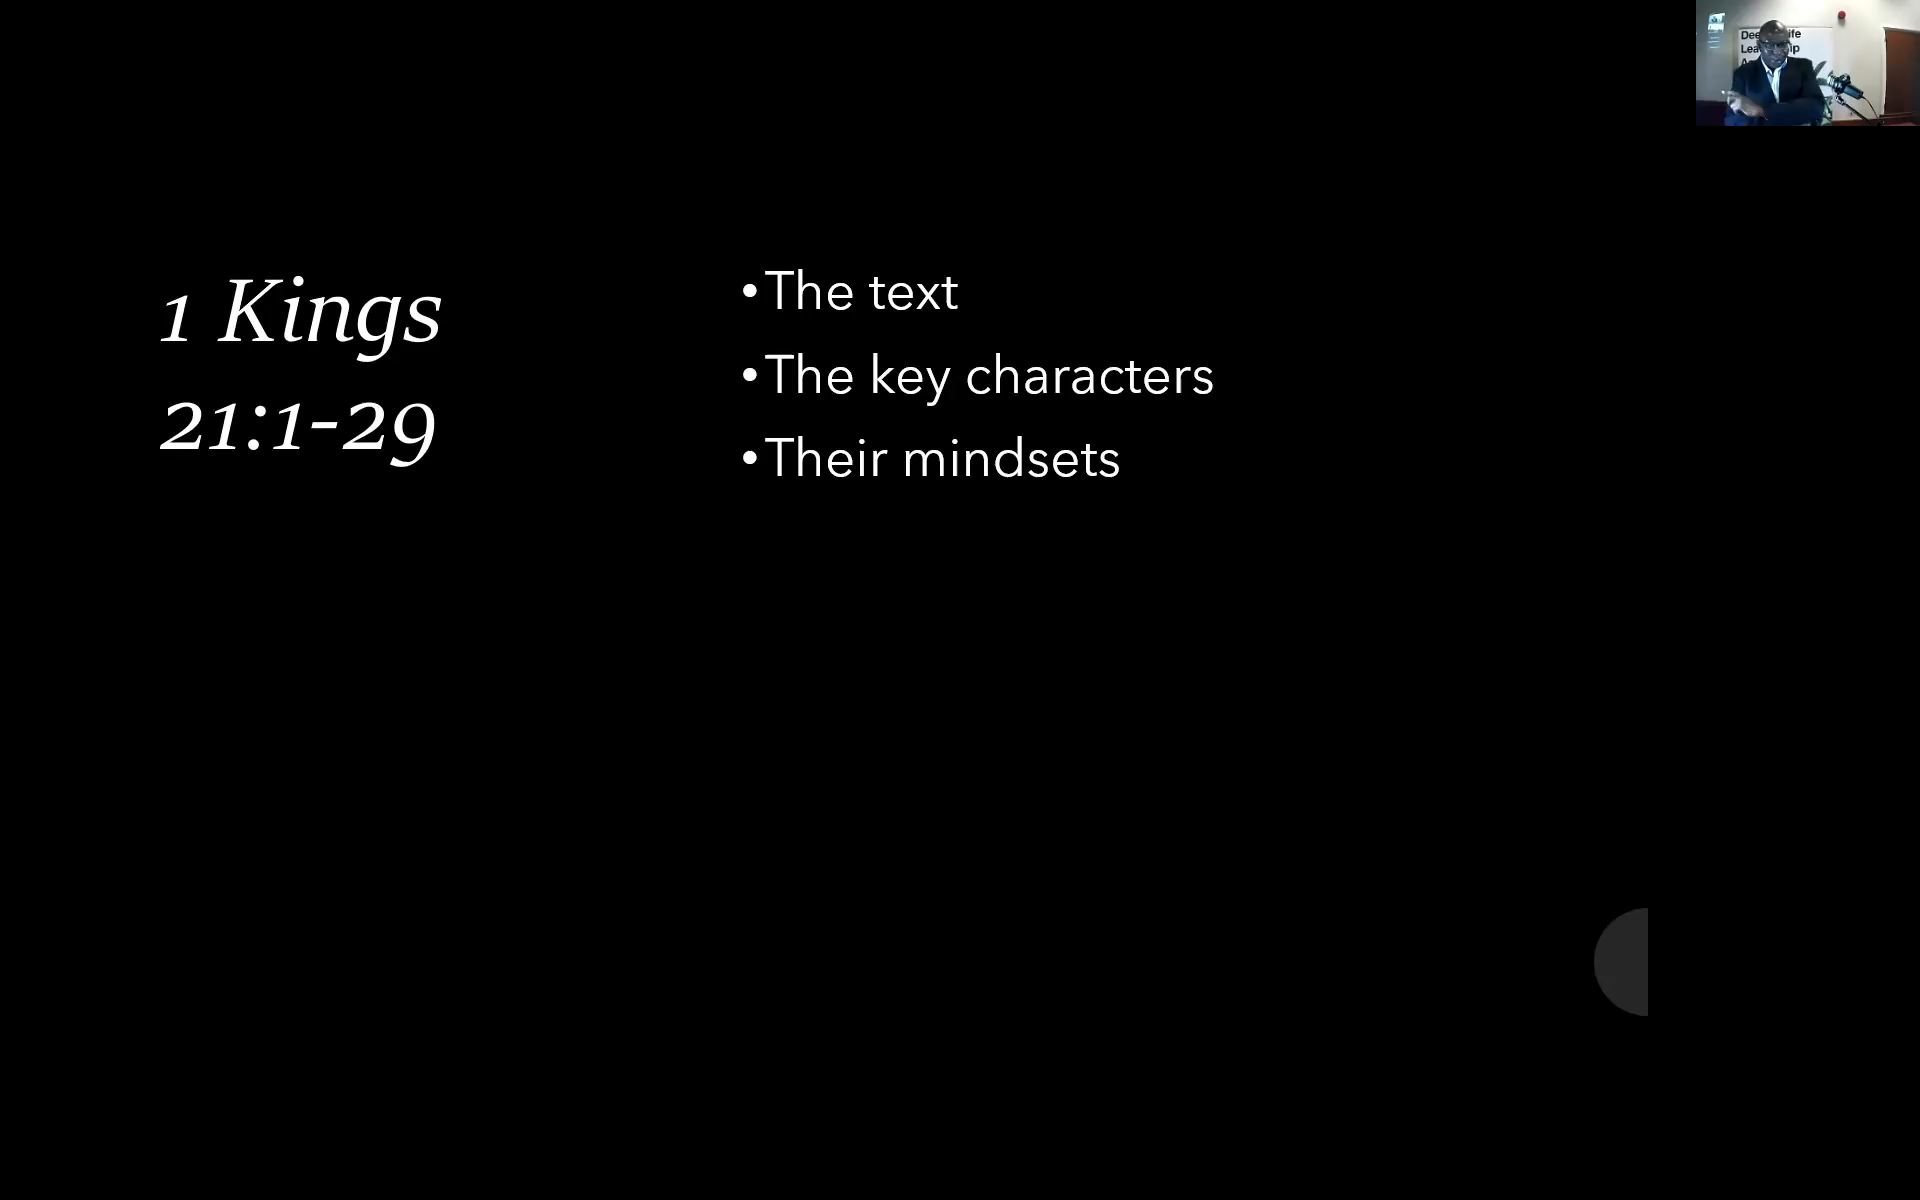 1 Kings
21:1-29
•The text
•The key characters
•Their mindsets